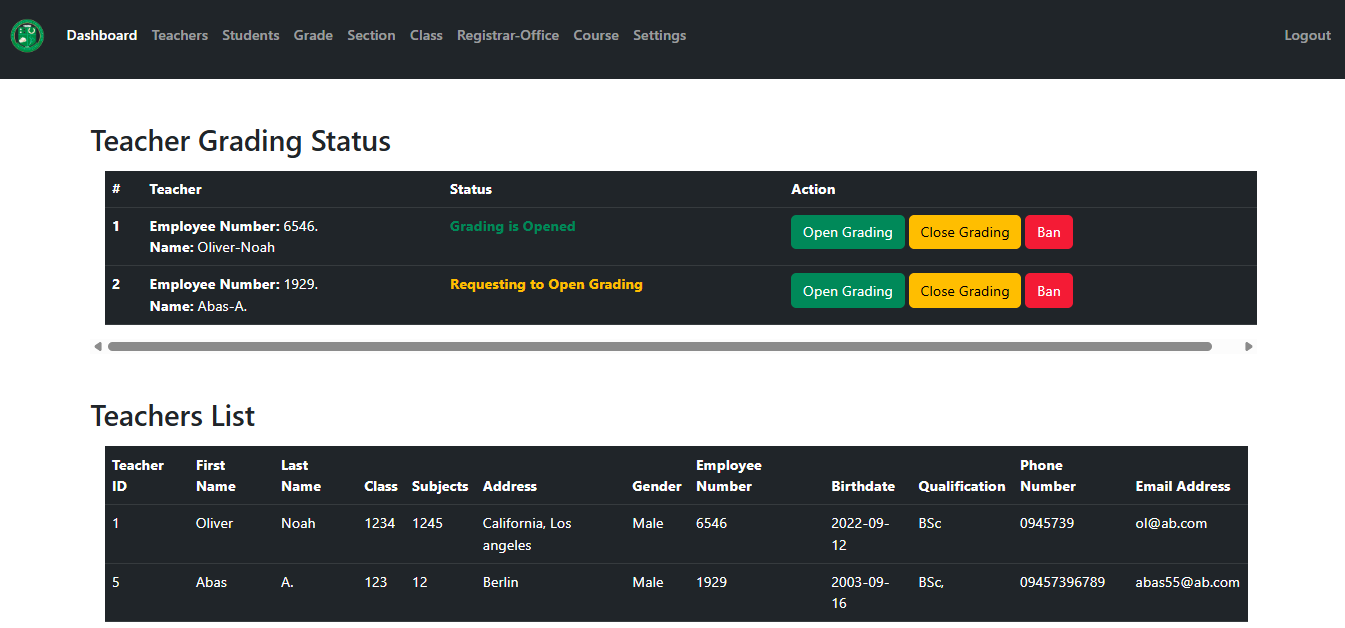 Dashboard Teachers Students Grade Section Class Registrar-Office Course Settings Logout
Teacher Grading Status
# Teacher Status Action
1 Employee Number: 6546. Grading is Opened Open Grading Close Grading Ban
Name: Oliver-Noah
2 Employee Number: 1929. Requesting to Open Grading Open Grading Close Grading Ban
Name: Abas-A.
Teachers List
Teacher First Last Employee Phone
ID Name Name Class Subjects Address Gender Number Birthdate Qualification Number Email Address
1 Oliver Noah 1234 1245 California, Los Male 6546 2022-09- BSc 0945739 ol@ab.com
angeles 12
5 Abas A. 123 12 Berlin Male 1929 2003-09- BSc, 09457396789 abas55@ab.com
16